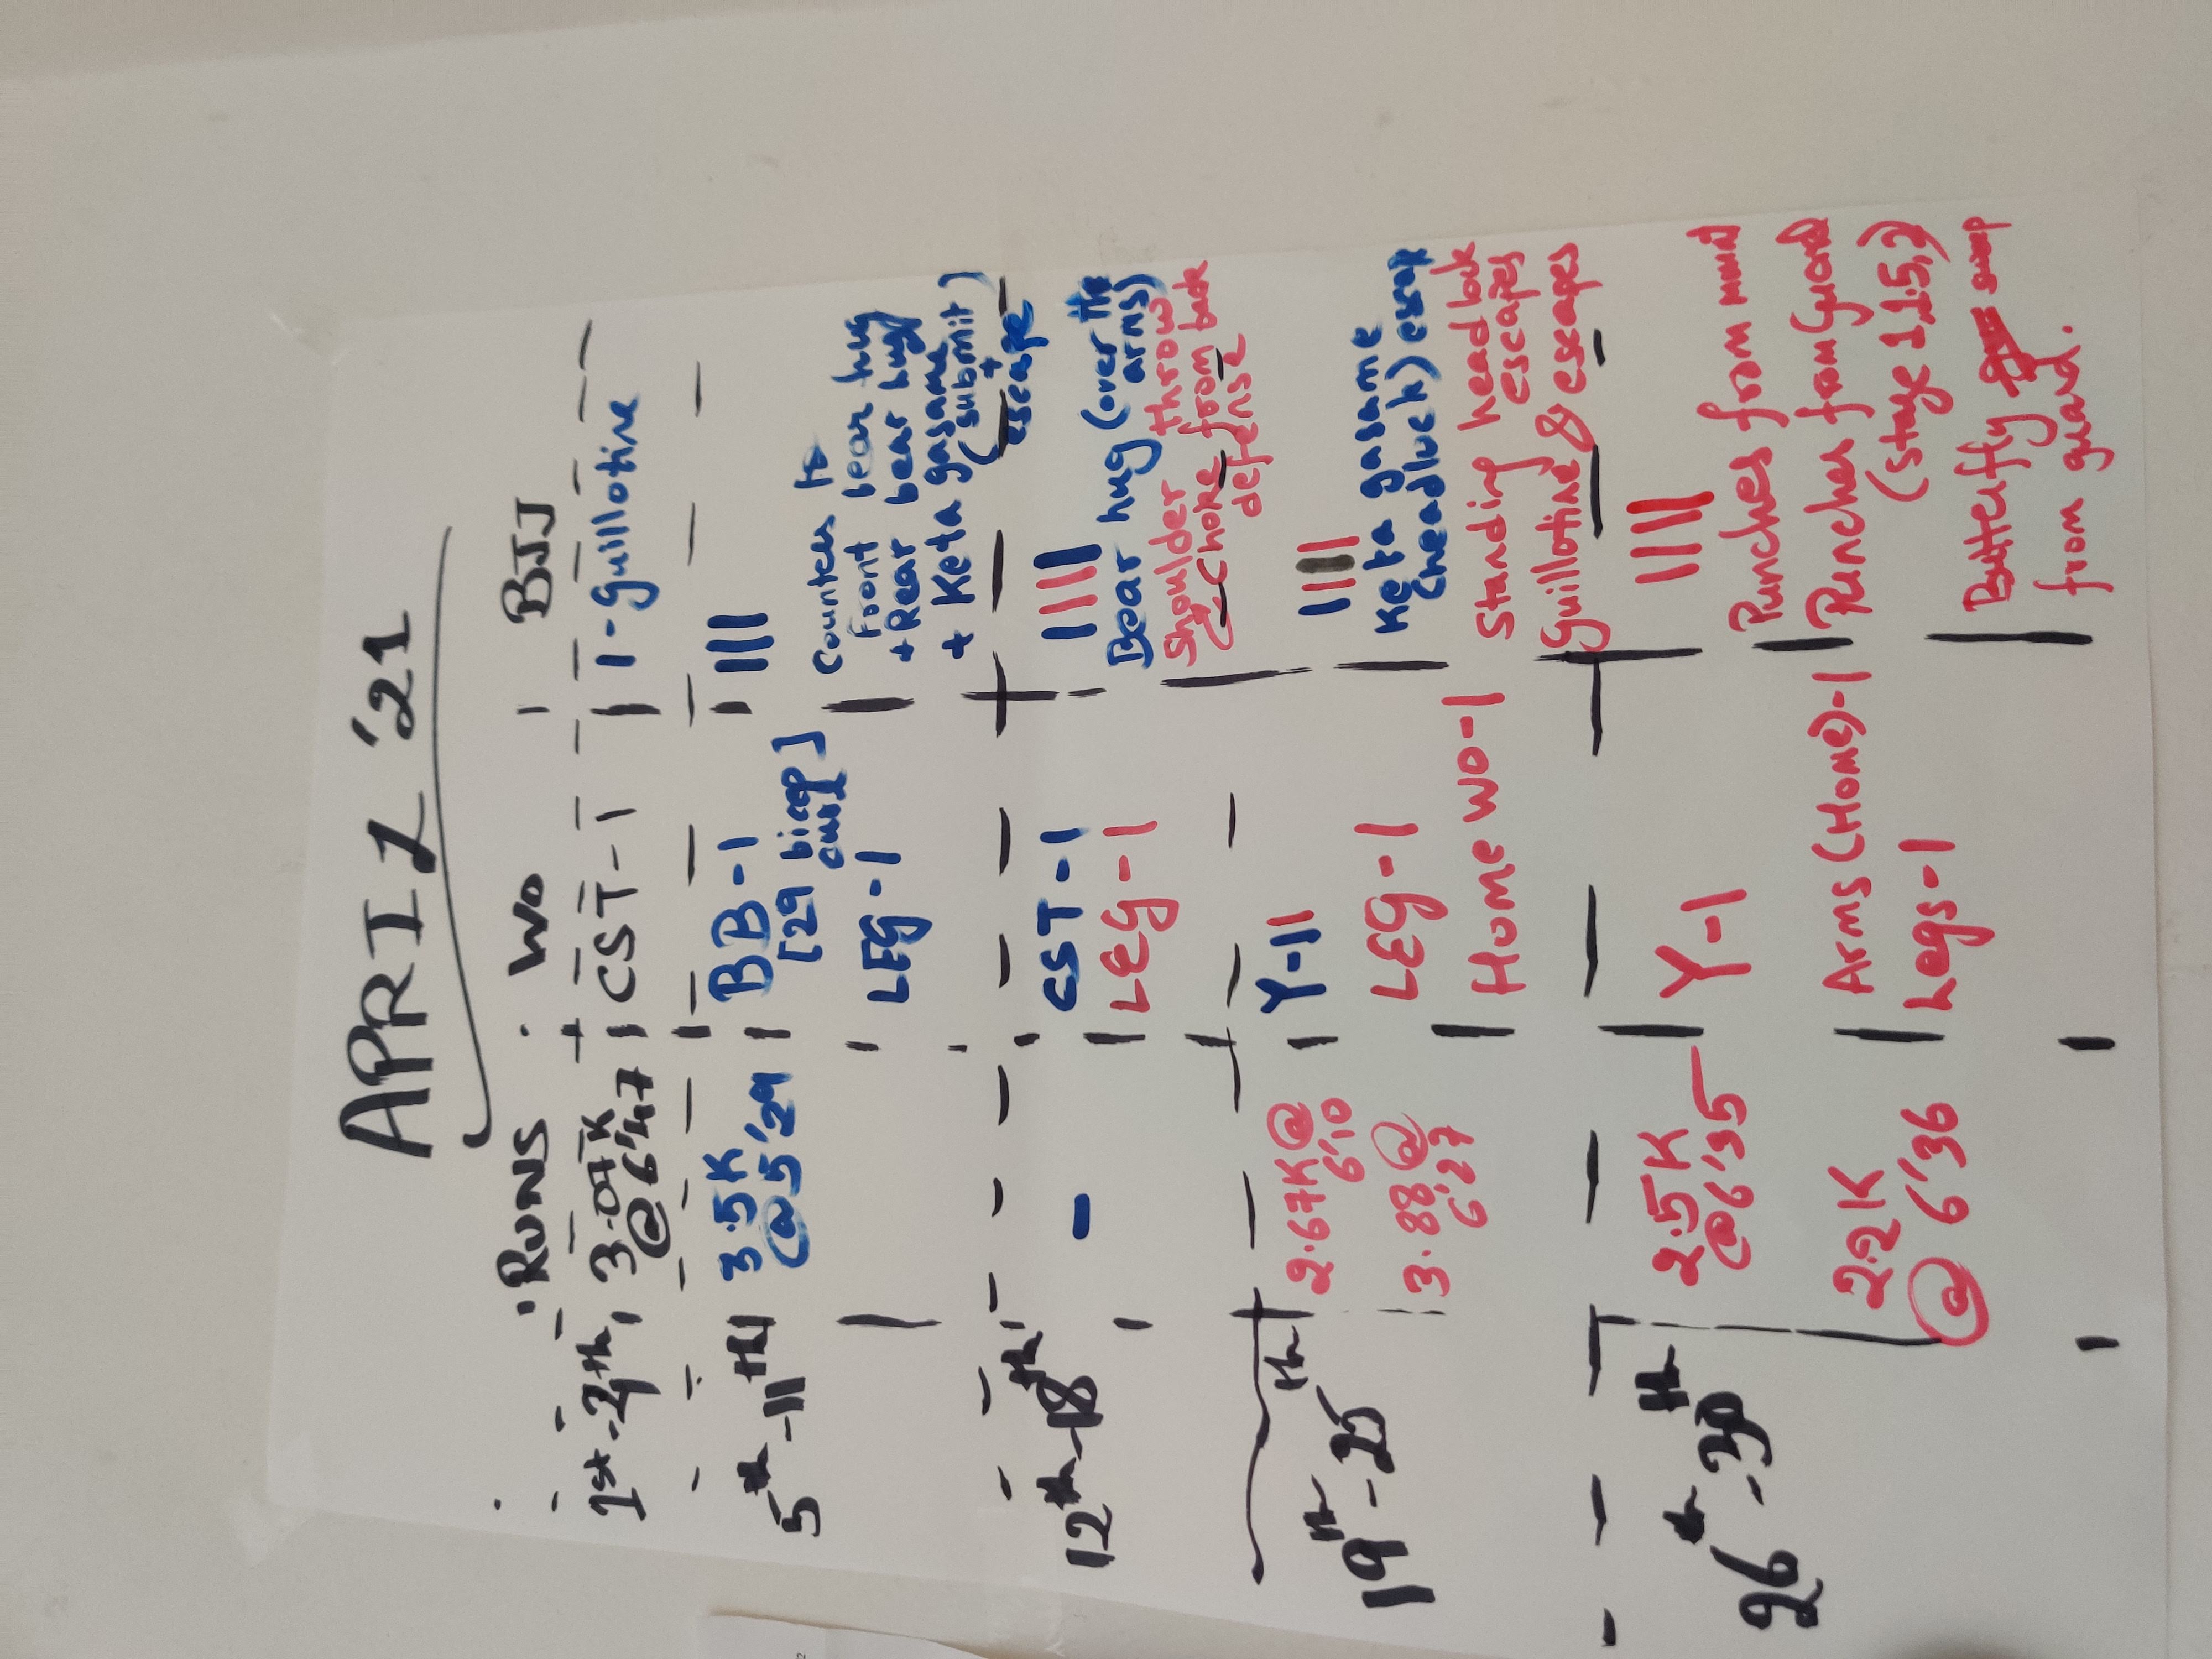 APRIL '21
RUNS WO BJJ
1st-4th 3.07K CST-1 1-Guillotine
@6'47
5th-11th 3.5K BB-1 |||
@5'29 [29 bicep
curl]
LEG-1 Counters to
Front bear hug
+Rear bear hug
+ Keta gasame
(submit)
+
escape
12th-18th - CST-1 ||||
LEG-1 Bear hug (over the
arms)
Shoulder throw
& Choke from back
defense
19th-25th 2.67K@ Y-11 ||||
6'10
3.88@ LEG-1 Keta gasame
6'27 (headluck) escap
Home WO-1 Standing headlock
escapes
Guillotine & escapes
26th-30th 2.5K Y-1 ||||
@6'35
Punches from mount
2.2K Arms (Home)-1 Punches from Guard
@ 6'36 Legs-1 (stage 1,1.5,2)
Butterfly sweep
from guard.